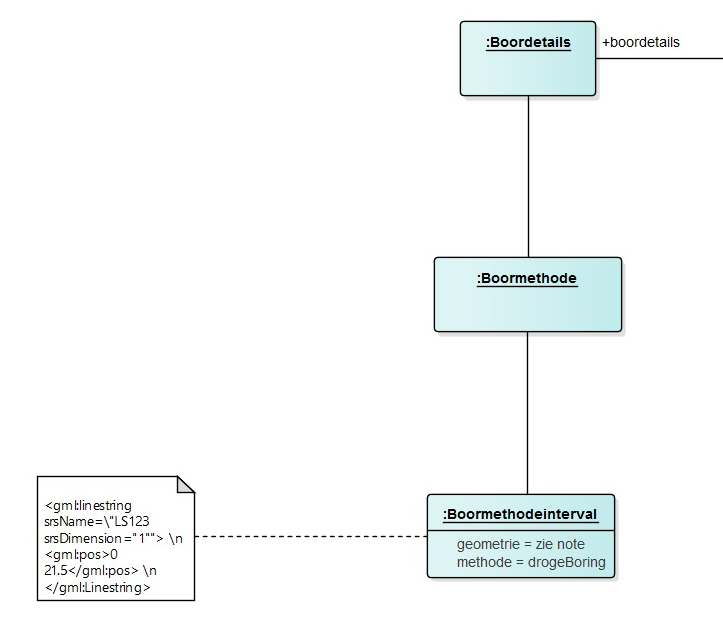 :Boordetails
+boordetails
:Boormethode
<gml:linestring
srsName=\"LS123
srsDimension="1""> \n
<gml:pos>0
21.5</gml:pos> \n
</gml:Linestring>
:Boormethodeinterval
geometrie = zie note
methode = drogeBoring